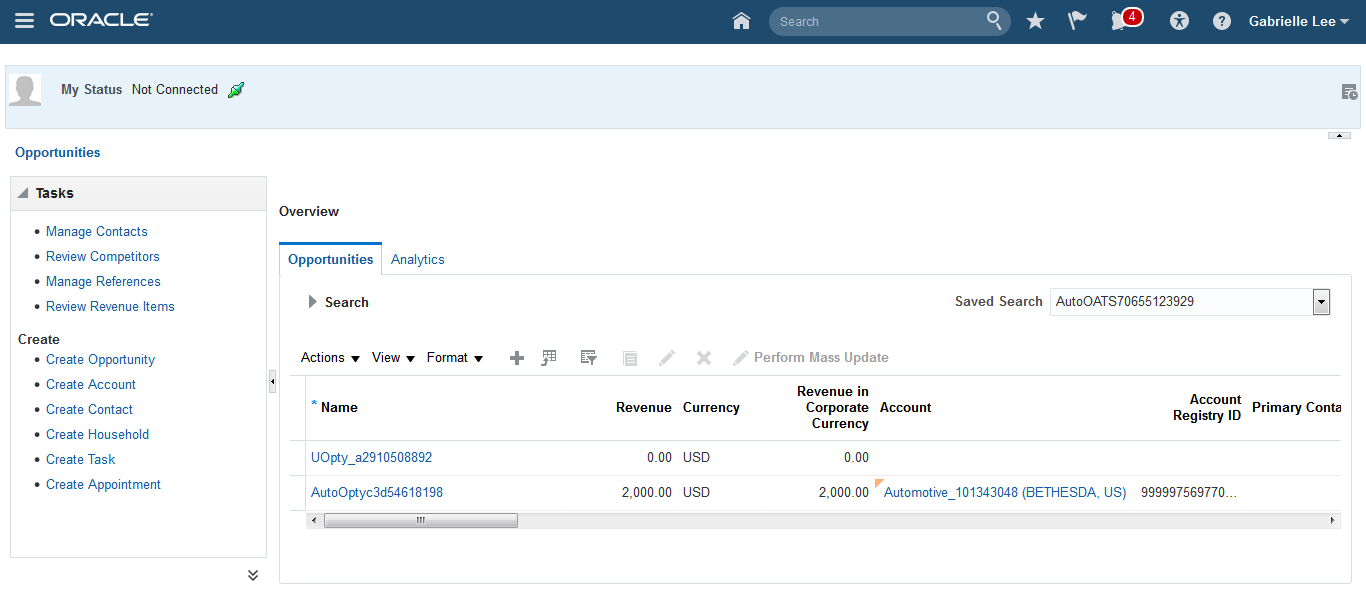 ORACLE
Search
4
Gabrielle Lee
My Status Not Connected
Opportunities
Tasks
Manage Contacts
Review Competitors
Manage References
Review Revenue Items
Create
Create Opportunity
Create Account
Create Contact
Create Household
Create Task
Create Appointment
Overview
Opportunities Analytics
Search
Saved Search AutoOATS70655123929
Actions View Format Perform Mass Update
* Name
Revenue
Currency
Revenue in
Corporate
Currency
Account
Account
Registry ID
Primary Conta
UOpty_a2910508892 0.00 USD 0.00
AutoOptyc3d54618198 2,000.00 USD 2,000.00 Automotive_101343048 (BETHESDA, US) 999997569770...